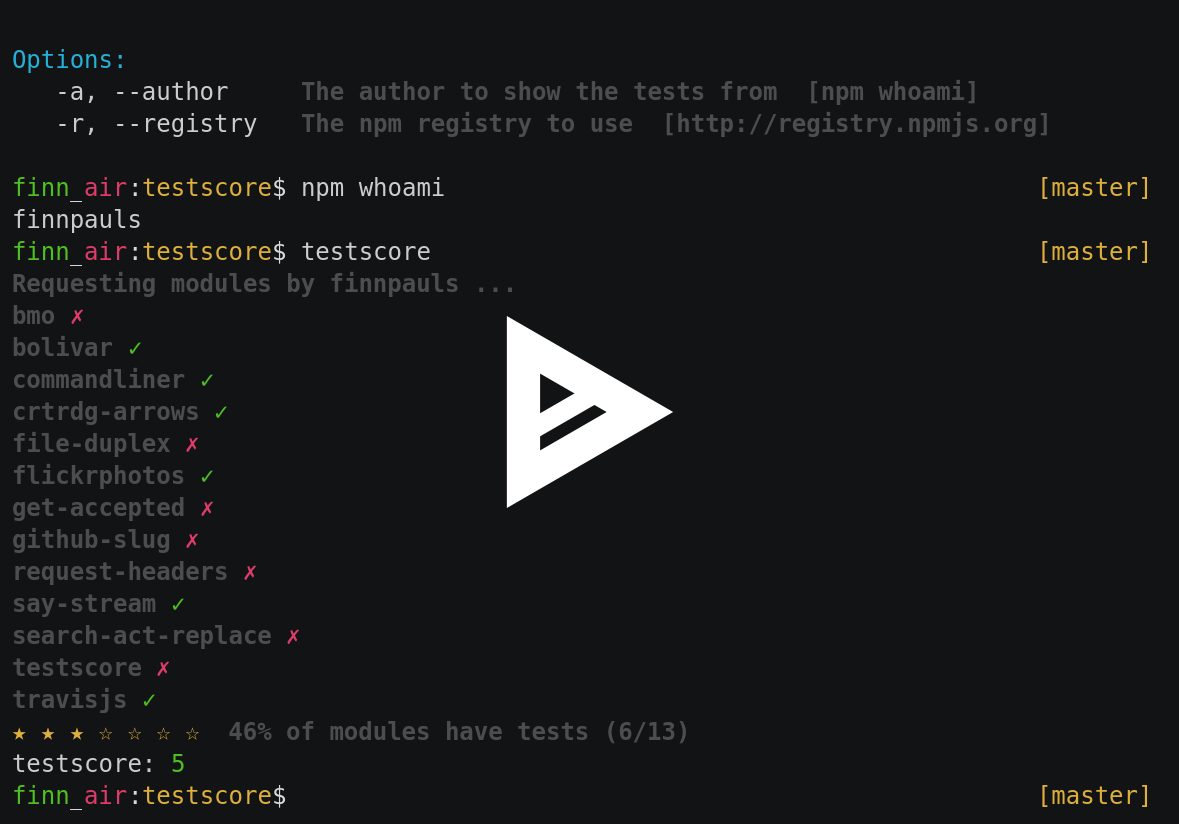 Options:
   -a, --author     The author to show the tests from  [npm whoami]
   -r, --registry   The npm registry to use  [http://registry.npmjs.org]
finn_air:testscore$ npm whoami [master]
finnpauls
finn_air:testscore$ testscore [master]
Requesting modules by finnpauls ...
bmo ✗
bolivar ✓
commandliner ✓
crtrdg-arrows ✓
file-duplex ✗
flickrphotos ✓
get-accepted ✗
github-slug ✗
request-headers ✗
say-stream ✓
search-act-replace ✗
testscore ✗
travisjs ✓
★ ★ ★ ☆ ☆ ☆ ☆  46% of modules have tests (6/13)
testscore: 5
finn_air:testscore$ [master]